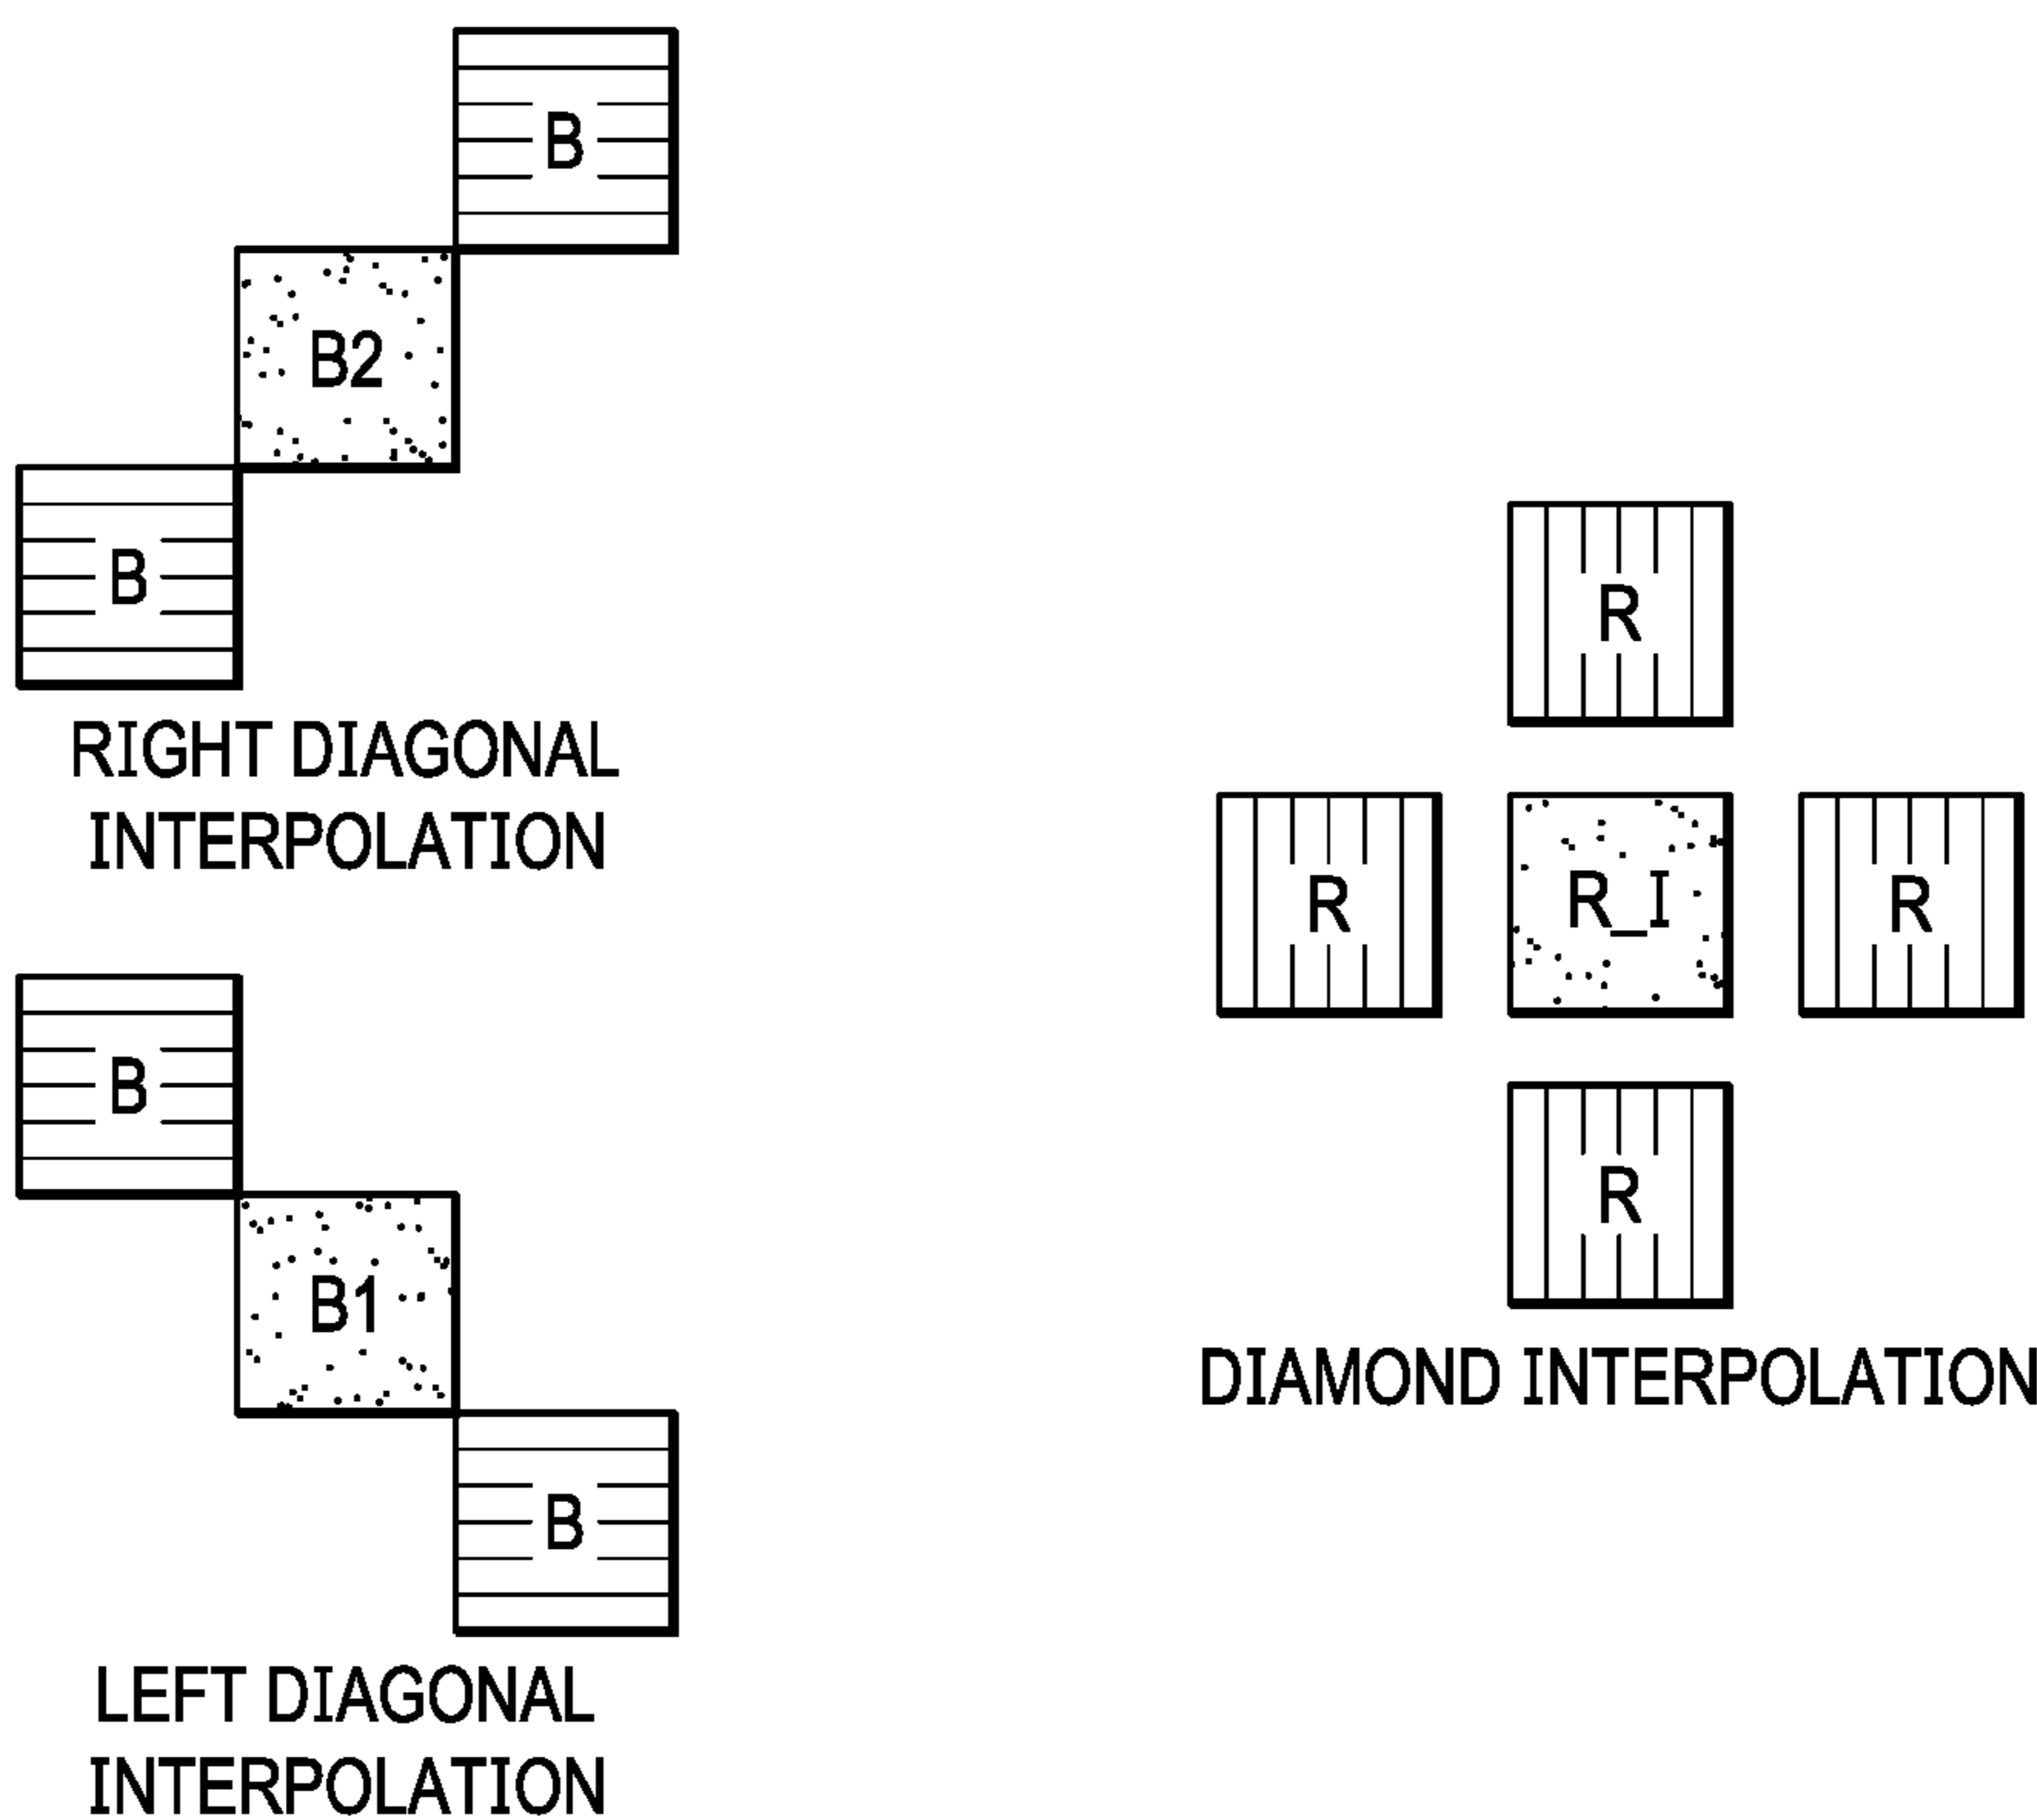 B
B2
B
RIGHT DIAGONAL
INTERPOLATION
B
B1
B
LEFT DIAGONAL
INTERPOLATION
R
R R_I R
R
DIAMOND INTERPOLATION